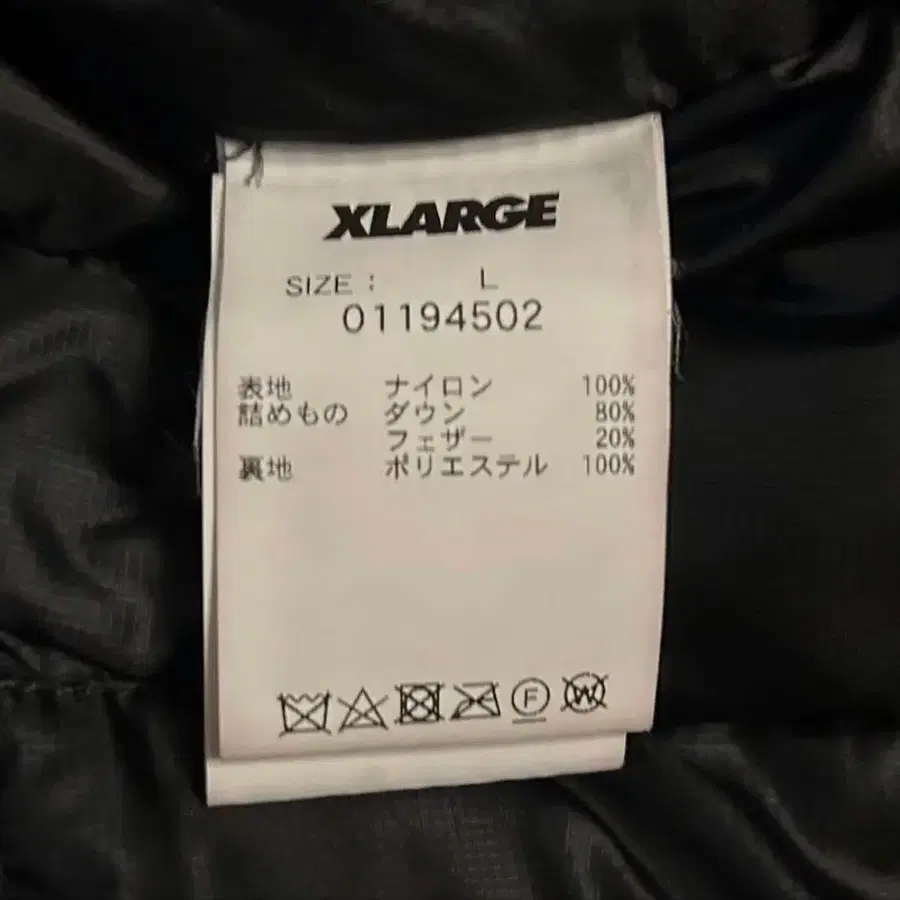 XLARGE
SIZE : L
01194502
表地 ナイロン 100%
詰めもの ダウン 80%
フェザー 20%
裏地 ポリエステル 100%
F W